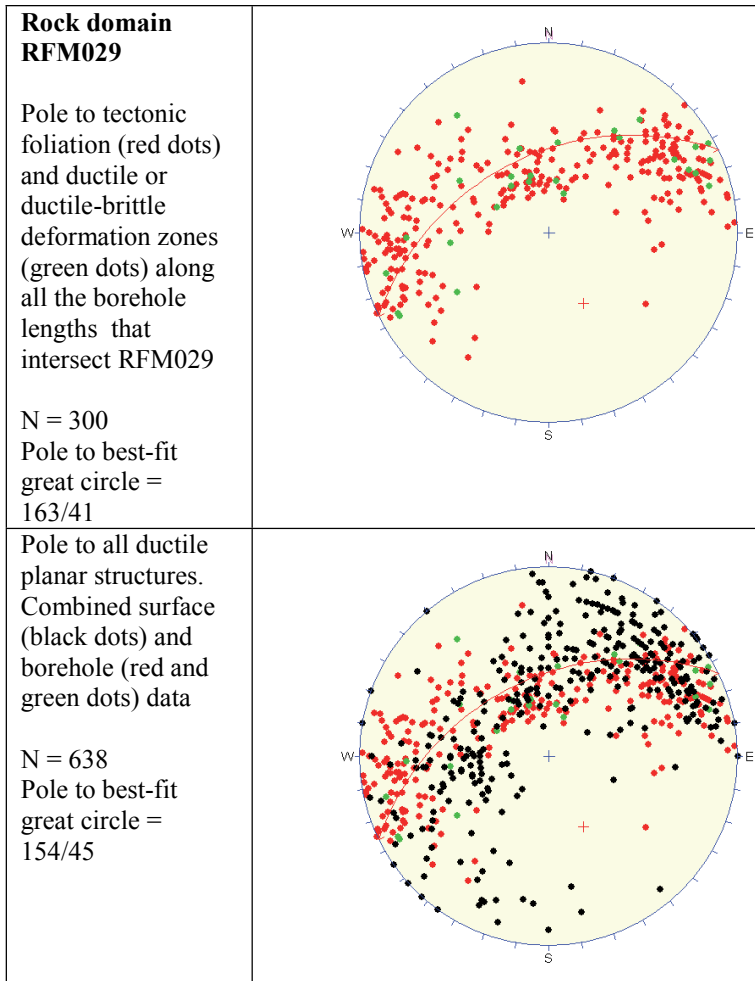 Rock domain
RFM029
Pole to tectonic
foliation (red dots)
and ductile or
ductile-brittle
deformation zones
(green dots) along
all the borehole
lengths that
intersect RFM029
N = 300
Pole to best-fit
great circle =
163/41
N
W
E
S
Pole to all ductile
planar structures.
Combined surface
(black dots) and
borehole (red and
green dots) data
N = 638
Pole to best-fit
great circle =
154/45
N
W
E
S